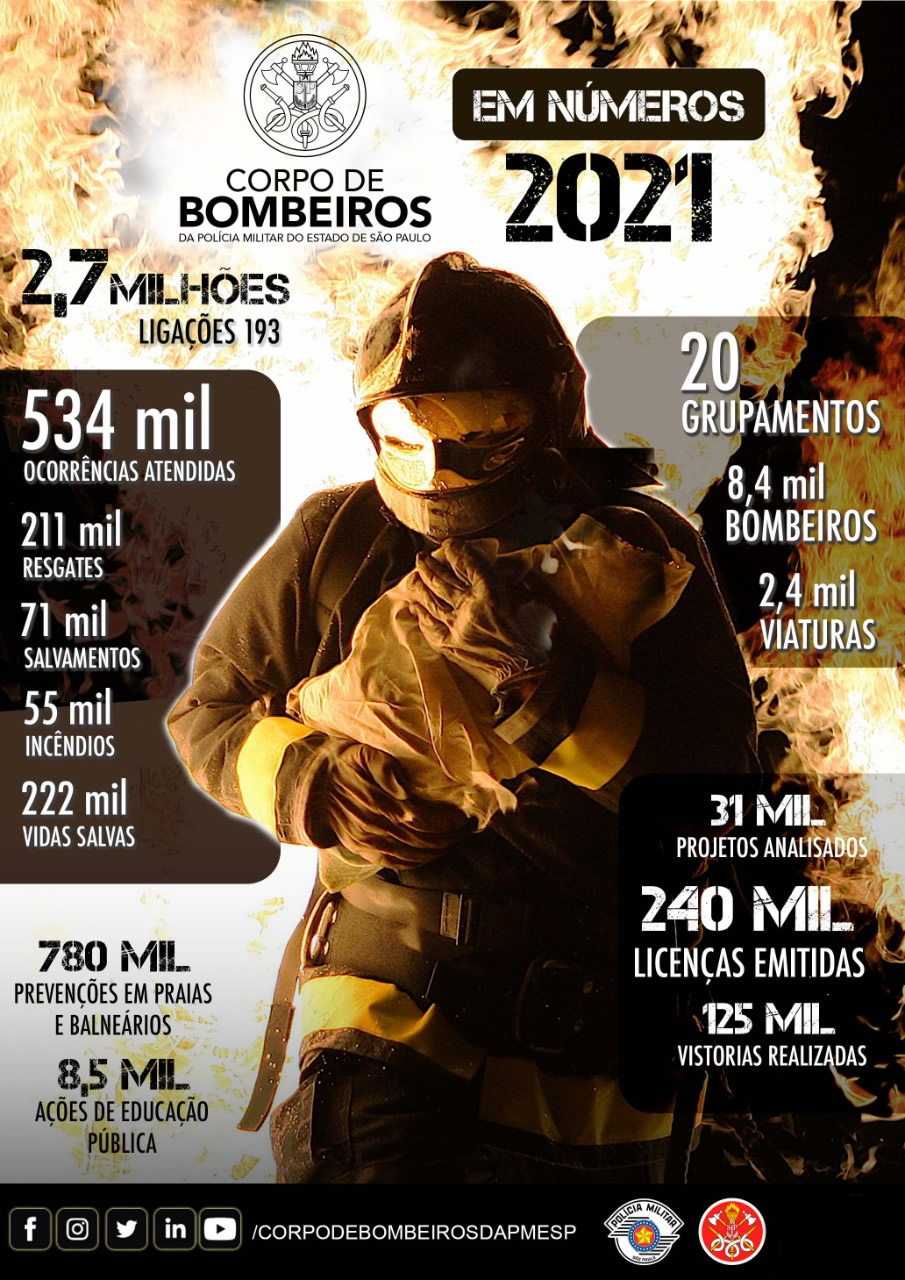 CORPO DE
BOMBEIROS
DA POLÍCIA MILITAR DO ESTADO DE SÃO PAULO
EM NÚMEROS
2021
2,7 MILHÕES
LIGAÇÕES 193
534 mil
OCORRÊNCIAS ATENDIDAS
211 mil
RESGATES
71 mil
SALVAMENTOS
55 mil
INCÊNDIOS
222 mil
VIDAS SALVAS
20
GRUPAMENTOS
8,4 mil
BOMBEIROS
2,4 mil
VIATURAS
780 MIL
PREVENÇÕES EM PRAIAS
E BALNEÁRIOS
8,5 MIL
AÇÕES DE EDUCAÇÃO
PÚBLICA
31 MIL
PROJETOS ANALISADOS
240 MIL
LICENÇAS EMITIDAS
125 MIL
VISTORIAS REALIZADAS
/CORPODEBOMBEIROSDAPMESP
POLÍCIA MILITAR
SÃO PAULO